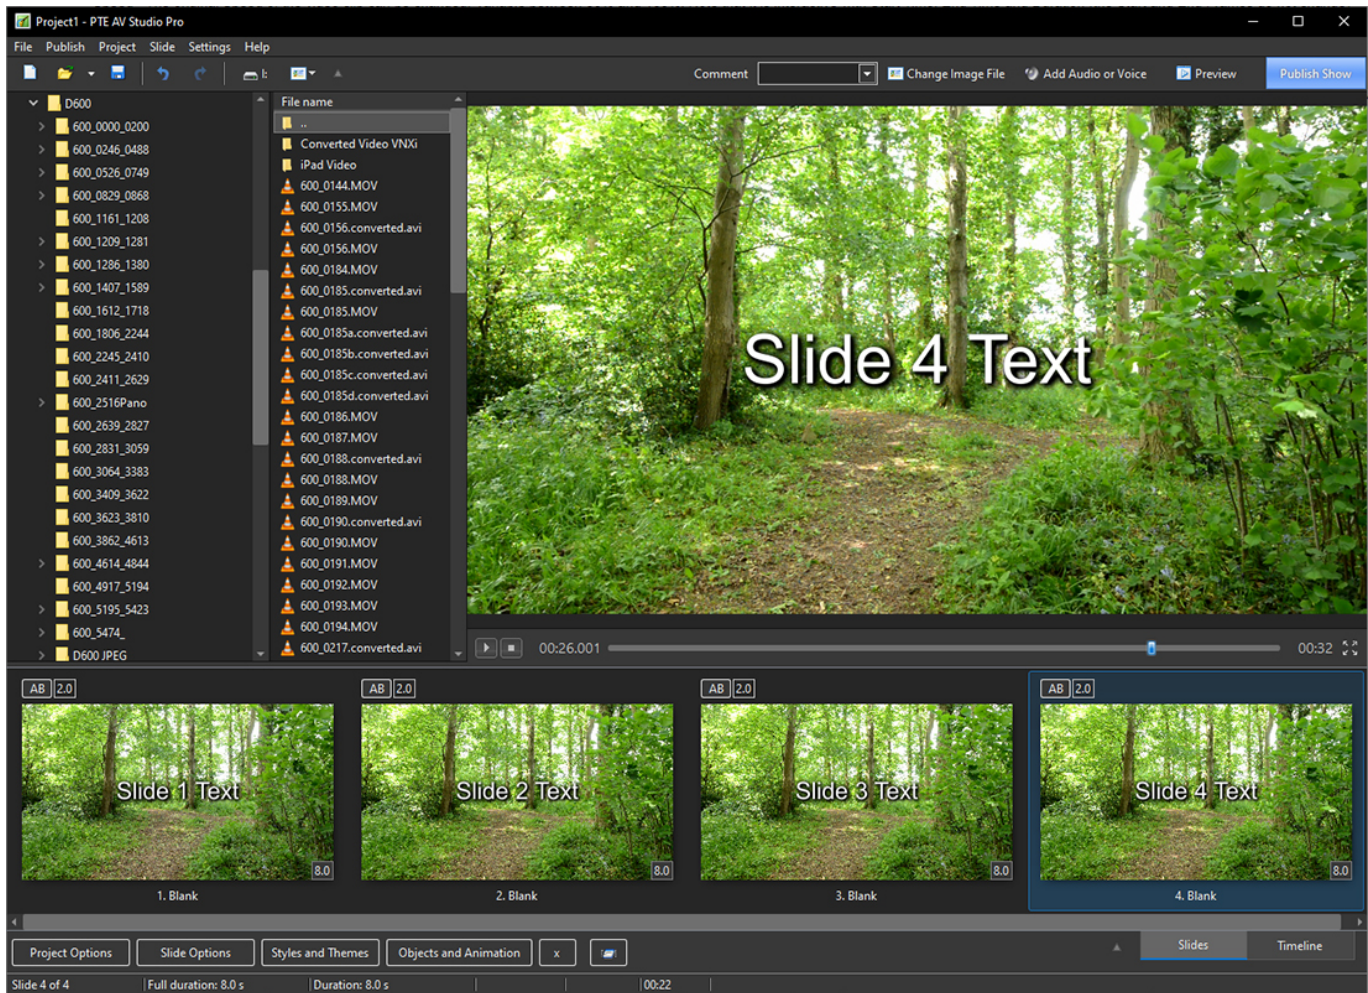 Project1 - PTE AV Studio Pro
File Publish Project Slide Settings Help
I: Comment Change Image File Add Audio or Voice Preview Publish Show
D600
600_0000_0200
600_0246_0488
600_0526_0749
600_0829_0868
600_1161_1208
600_1209_1281
600_1286_1380
600_1407_1589
600_1612_1718
600_1806_2244
600_2245_2410
600_2411_2629
600_2516Pano
600_2639_2827
600_2831_3059
600_3064_3383
600_3409_3622
600_3623_3810
600_3862_4613
600_4614_4844
600_4917_5194
600_5195_5423
600_5474_
D600 JPEG
File name
..
Converted Video VNXi
iPad Video
600_0144.MOV
600_0155.MOV
600_0156.converted.avi
600_0156.MOV
600_0184.MOV
600_0185.converted.avi
600_0185.MOV
600_0185a.converted.avi
600_0185b.converted.avi
600_0185c.converted.avi
600_0185d.converted.avi
600_0186.MOV
600_0187.MOV
600_0188.converted.avi
600_0188.MOV
600_0189.MOV
600_0190.converted.avi
600_0190.MOV
600_0191.MOV
600_0192.MOV
600_0193.MOV
600_0194.MOV
600_0217.converted.avi
Slide 4 Text
00:26.001 00:32
AB 2.0 AB 2.0 AB 2.0 AB 2.0
Slide 1 Text Slide 2 Text Slide 3 Text Slide 4 Text
8.0 8.0 8.0 8.0
1. Blank 2. Blank 3. Blank 4. Blank
Project Options Slide Options Styles and Themes Objects and Animation x Slides Timeline
Slide 4 of 4 Full duration: 8.0 s Duration: 8.0 s 00:22